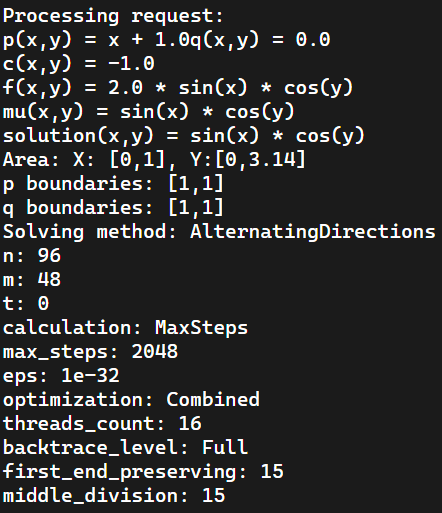 Processing request:
p(x,y) = x + 1.0q(x,y) = 0.0
c(x,y) = -1.0
f(x,y) = 2.0 * sin(x) * cos(y)
mu(x,y) = sin(x) * cos(y)
solution(x,y) = sin(x) * cos(y)
Area: X: [0,1], Y:[0,3.14]
p boundaries: [1,1]
q boundaries: [1,1]
Solving method: AlternatingDirections
n: 96
m: 48
t: 0
calculation: MaxSteps
max_steps: 2048
eps: 1e-32
optimization: Combined
threads_count: 16
backtrace_level: Full
first_end_preserving: 15
middle_division: 15